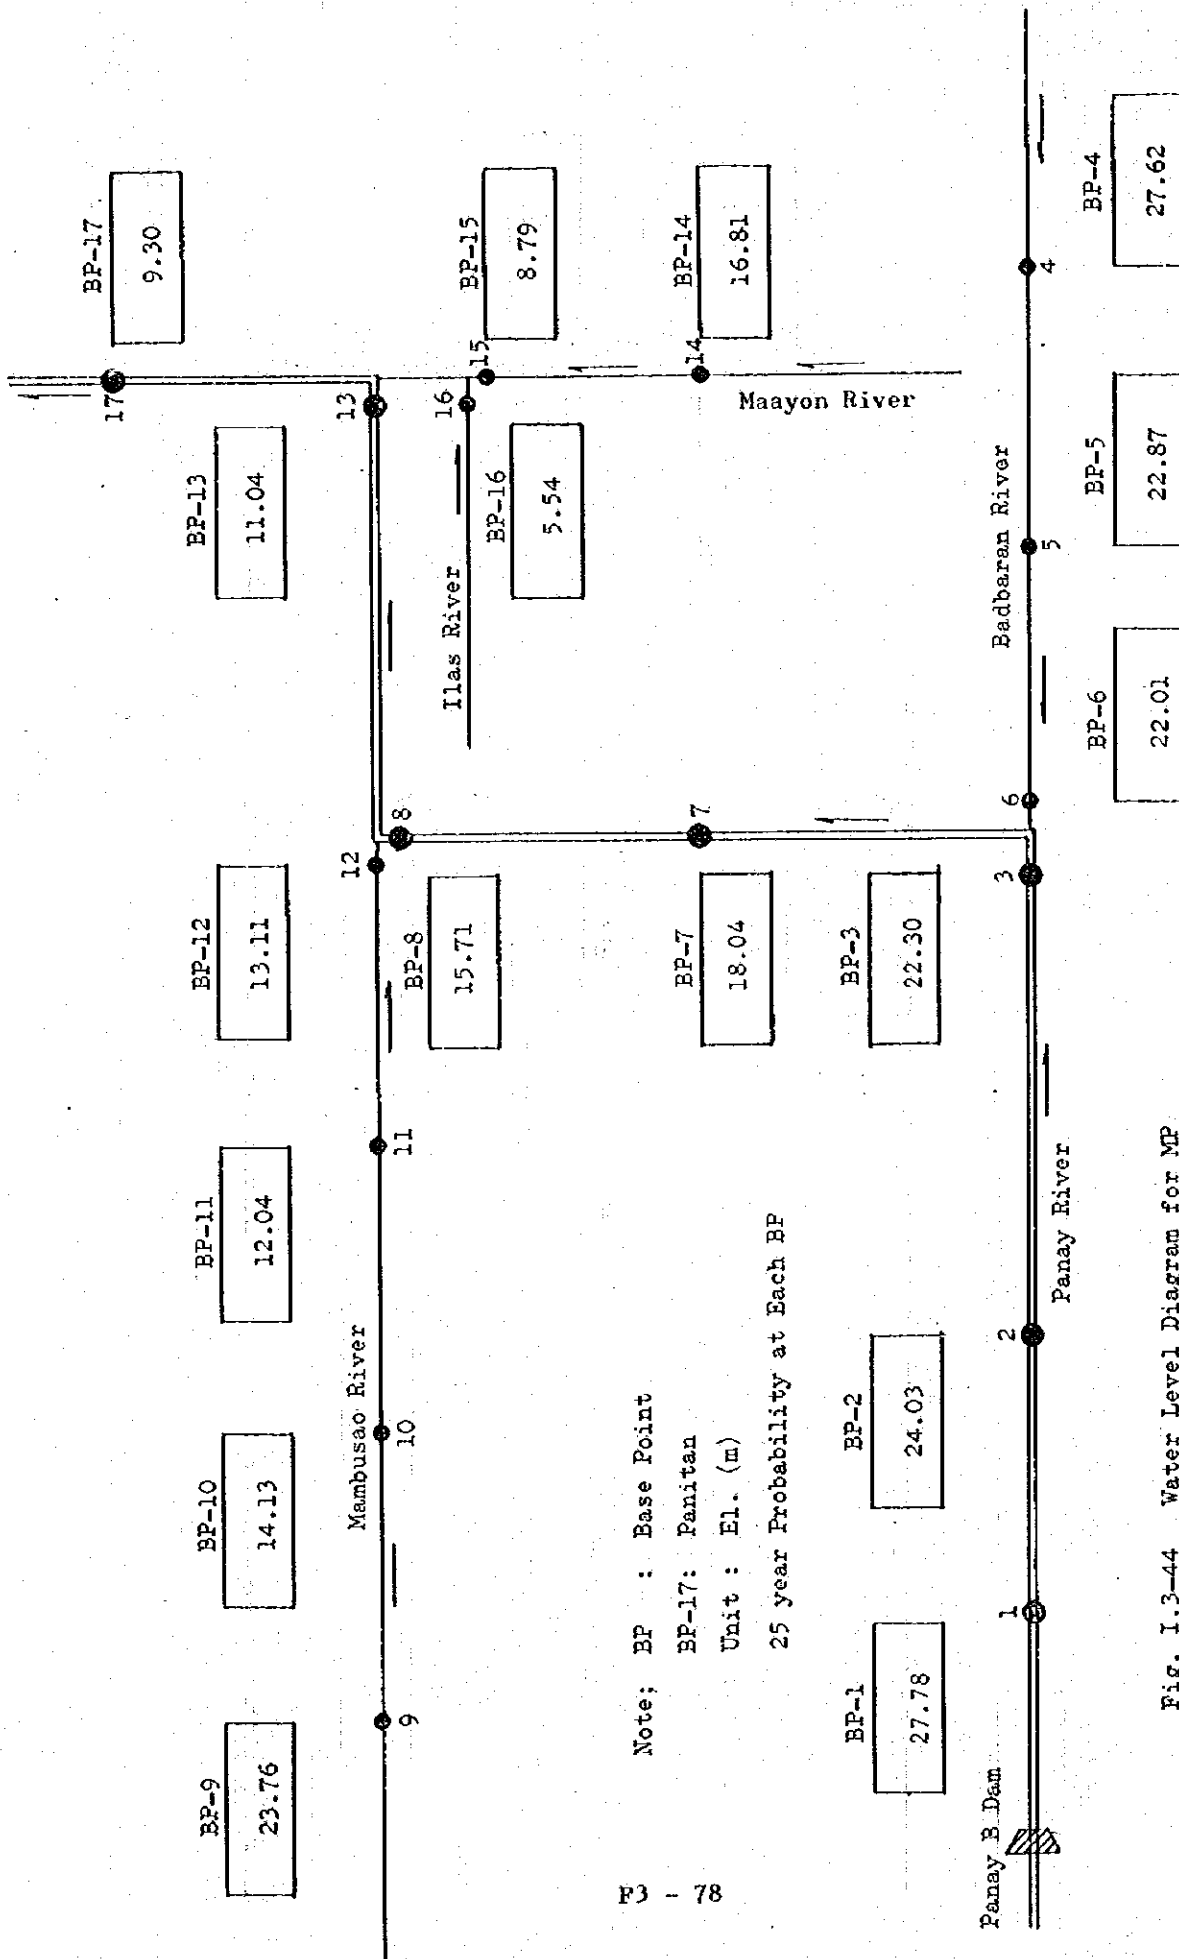 BP-9
23.76
BP-10
14.13
BP-11
12.04
BP-12
13.11
BP-13
11.04
BP-17
9.30
17
Mambusao River
9
10
11
12
8
13
BP-8
15.71
Ilas River
16
15
BP-16
5.54
BP-15
8.79
Note; BP : Base Point
BP-17: Panitan
Unit : El. (m)
25 year Probability at Each BP
BP-7
18.04
7
14
BP-14
16.81
Maayon River
BP-1
27.78
BP-2
24.03
BP-3
22.30
Panay B Dam
1
2
3
6
Badbaran River
5
4
Panay River
BP-6
22.01
BP-5
22.87
BP-4
27.62
Fig. I.3-44 Water Level Diagram for MP
F3 - 78